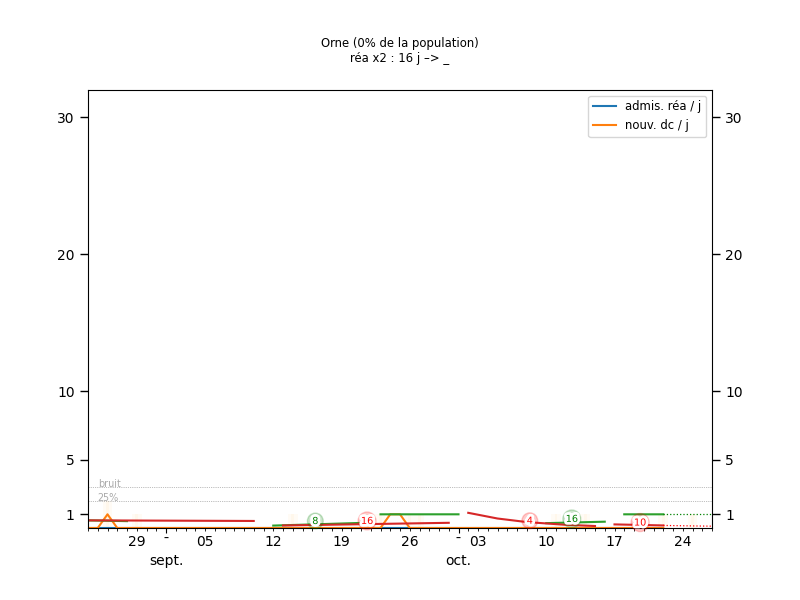 Orne (0% de la population)
réa x2 : 16 j –> _
admis. réa / j
nouv. dc / j
30 30
20 20
10 10
5 5
bruit
25%
1 1
8 16 4 16 10
29 - 05 12 19 26 - 03 10 17 24
sept. oct.